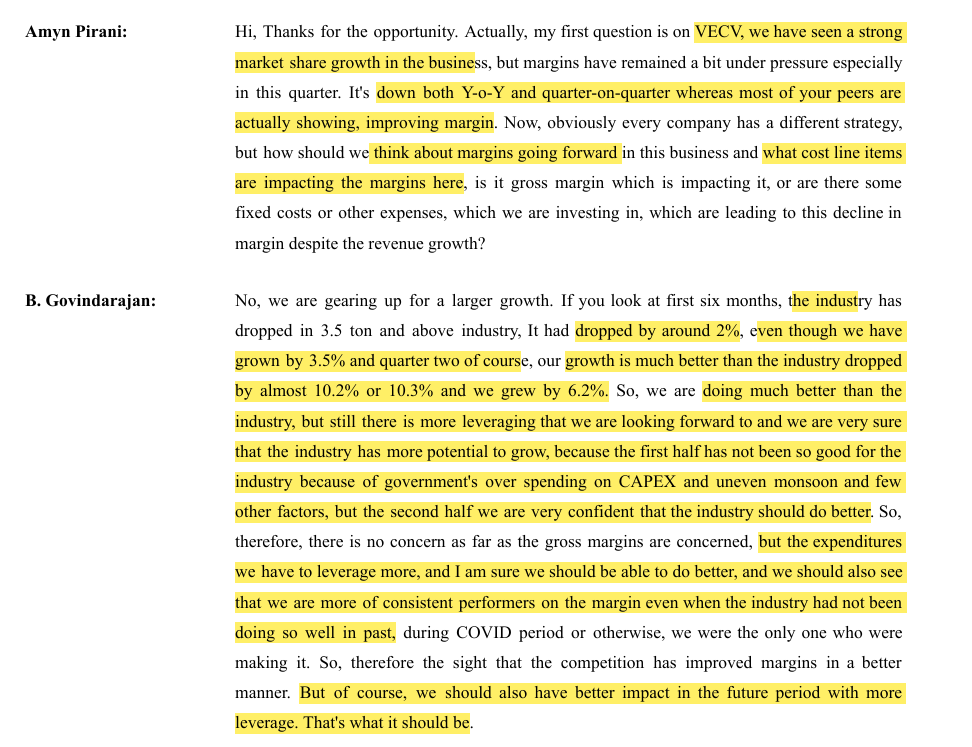 Amyn Pirani: Hi, Thanks for the opportunity. Actually, my first question is on VECV, we have seen a strong
market share growth in the business, but margins have remained a bit under pressure especially
in this quarter. It's down both Y-o-Y and quarter-on-quarter whereas most of your peers are
actually showing, improving margin. Now, obviously every company has a different strategy,
but how should we think about margins going forward in this business and what cost line items
are impacting the margins here, is it gross margin which is impacting it, or are there some
fixed costs or other expenses, which we are investing in, which are leading to this decline in
margin despite the revenue growth?
B. Govindarajan: No, we are gearing up for a larger growth. If you look at first six months, the industry has
dropped in 3.5 ton and above industry, It had dropped by around 2%, even though we have
grown by 3.5% and quarter two of course, our growth is much better than the industry dropped
by almost 10.2% or 10.3% and we grew by 6.2%. So, we are doing much better than the
industry, but still there is more leveraging that we are looking forward to and we are very sure
that the industry has more potential to grow, because the first half has not been so good for the
industry because of government's over spending on CAPEX and uneven monsoon and few
other factors, but the second half we are very confident that the industry should do better. So,
therefore, there is no concern as far as the gross margins are concerned, but the expenditures
we have to leverage more, and I am sure we should be able to do better, and we should also see
that we are more of consistent performers on the margin even when the industry had not been
doing so well in past, during COVID period or otherwise, we were the only one who were
making it. So, therefore the sight that the competition has improved margins in a better
manner. But of course, we should also have better impact in the future period with more
leverage. That's what it should be.